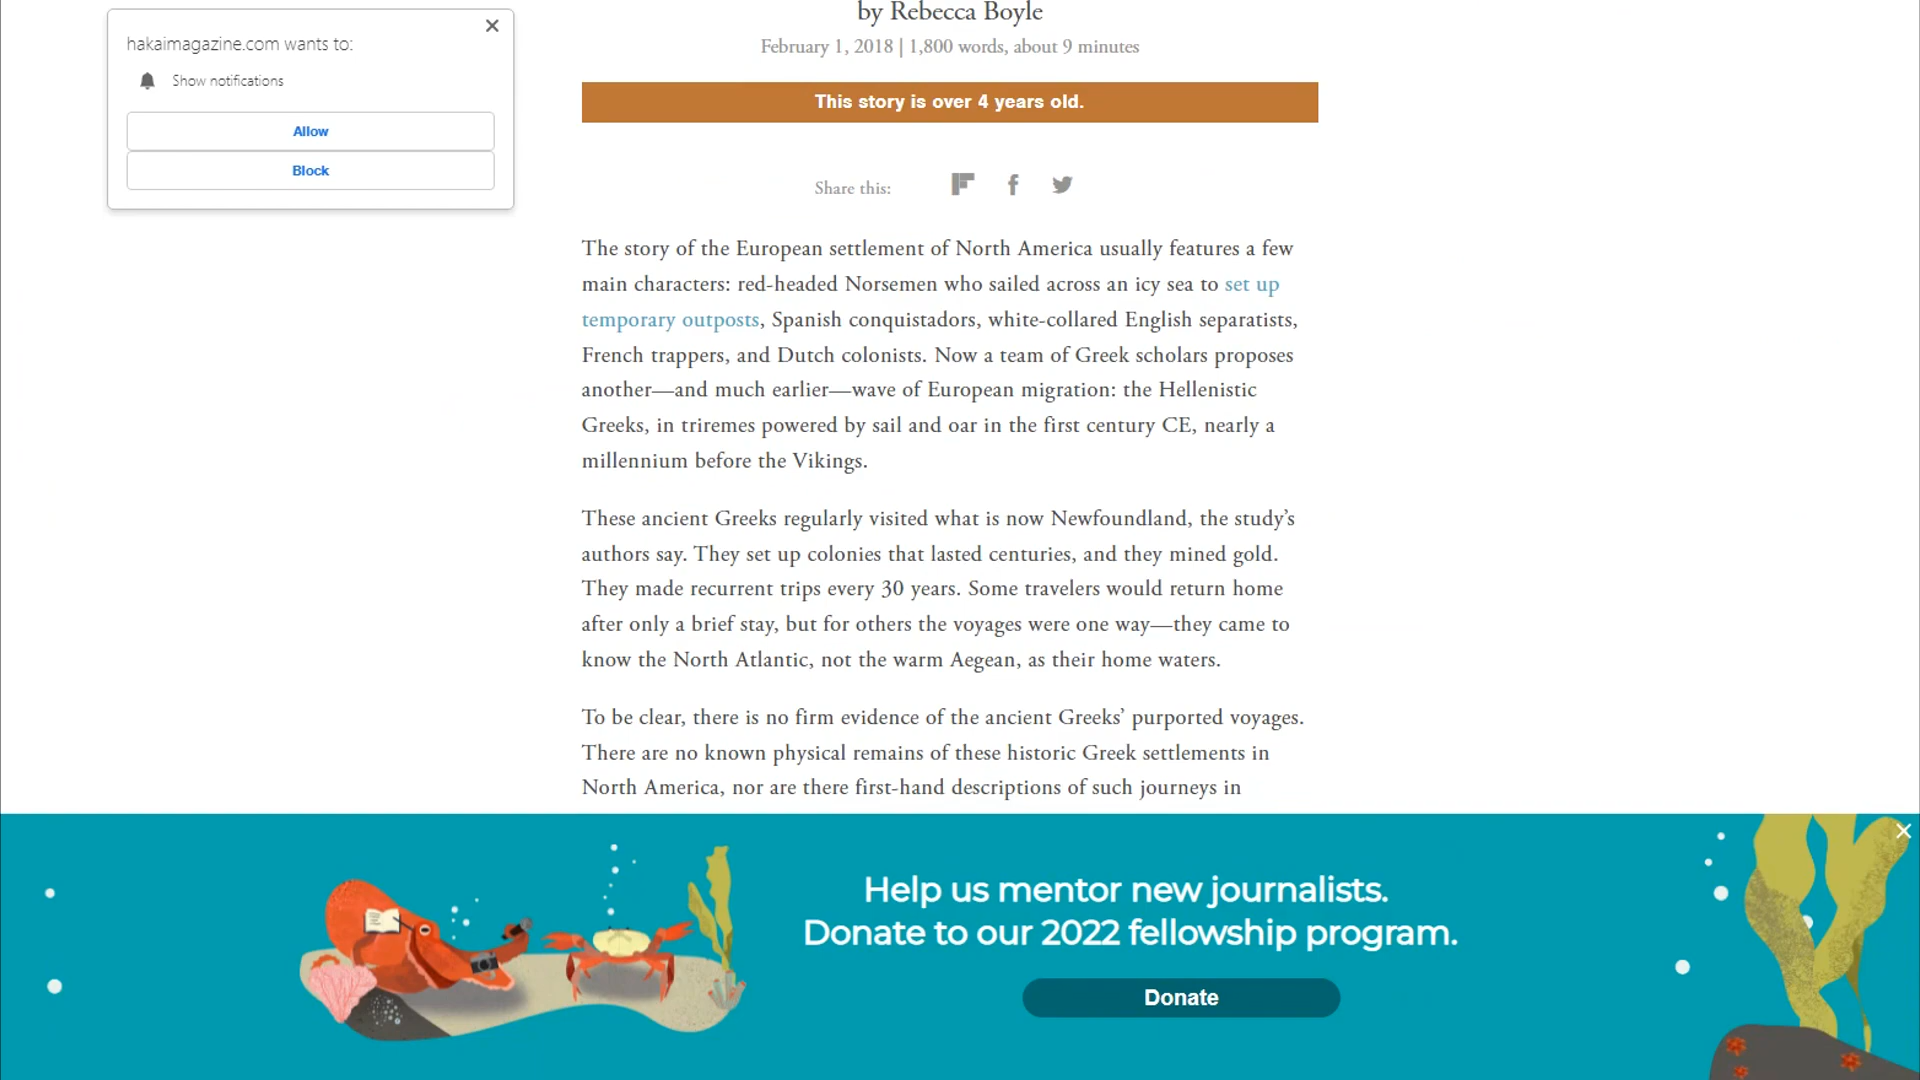 by Rebecca Boyle
February 1, 2018 | 1,800 words, about 9 minutes
hakaimagazine.com wants to:
Show notifications
Allow
Block
This story is over 4 years old.
Share this:
The story of the European settlement of North America usually features a few
main characters: red-headed Norsemen who sailed across an icy sea to set up
temporary outposts, Spanish conquistadors, white-collared English separatists,
French trappers, and Dutch colonists. Now a team of Greek scholars proposes
another—and much earlier—wave of European migration: the Hellenistic
Greeks, in triremes powered by sail and oar in the first century CE, nearly a
millennium before the Vikings.
These ancient Greeks regularly visited what is now Newfoundland, the study’s
authors say. They set up colonies that lasted centuries, and they mined gold.
They made recurrent trips every 30 years. Some travelers would return home
after only a brief stay, but for others the voyages were one way—they came to
know the North Atlantic, not the warm Aegean, as their home waters.
To be clear, there is no firm evidence of the ancient Greeks’ purported voyages.
There are no known physical remains of these historic Greek settlements in
North America, nor are there first-hand descriptions of such journeys in
Help us mentor new journalists.
Donate to our 2022 fellowship program.
Donate